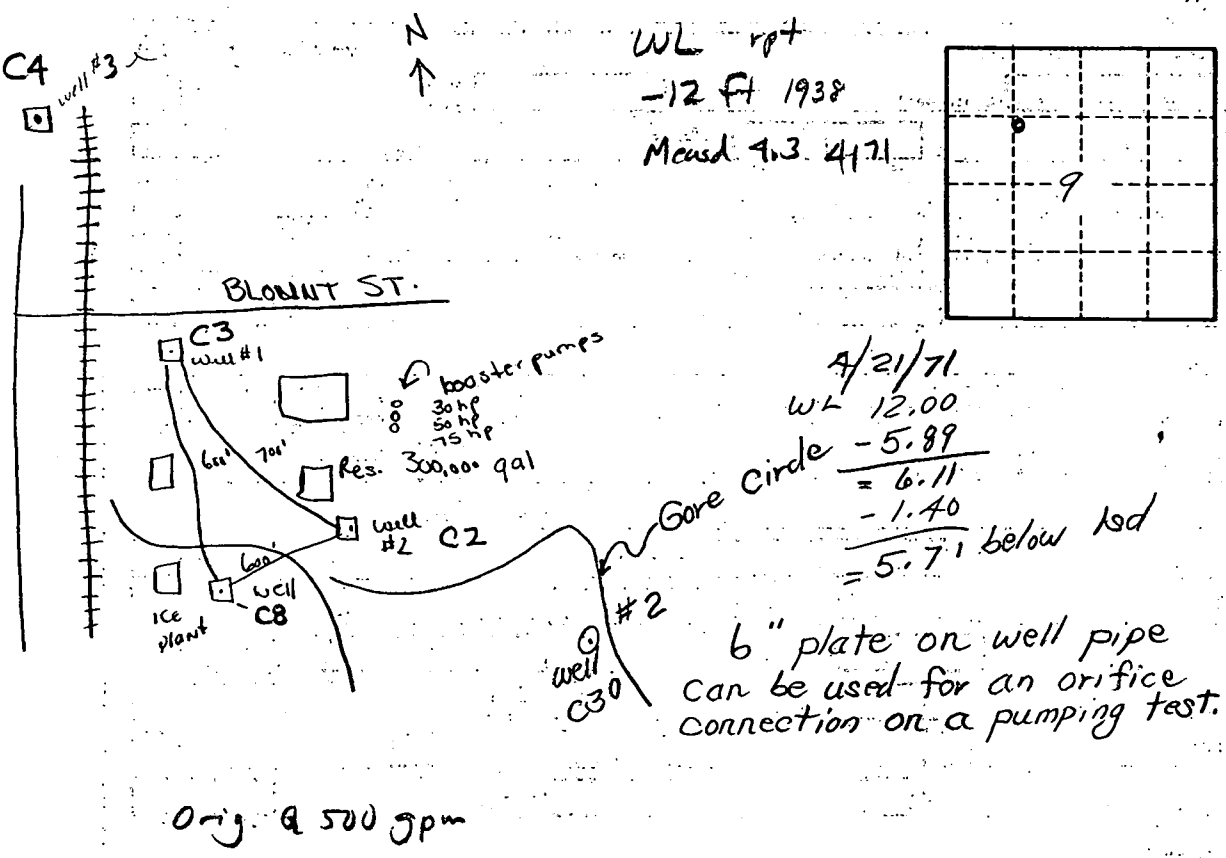 C4
well #3
N
WL rpt
-12 ft 1938
Measd 4.3 4171
9
BLOUNT ST.
C3
well #1
booster pumps
30 hp
50 hp
75 hp
600' 700'
Res. 300,000 gal
well
#2 C2
600'
well
C8
ICE
plant
Gore Circle
#2
well
C30
4/21/71
WL 12.00
- 5.89
= 6.11
- 1.40
= 5.71 below lsd
6" plate on well pipe
can be used for an orifice
connection on a pumping test.
Orig. Q 500 gpm